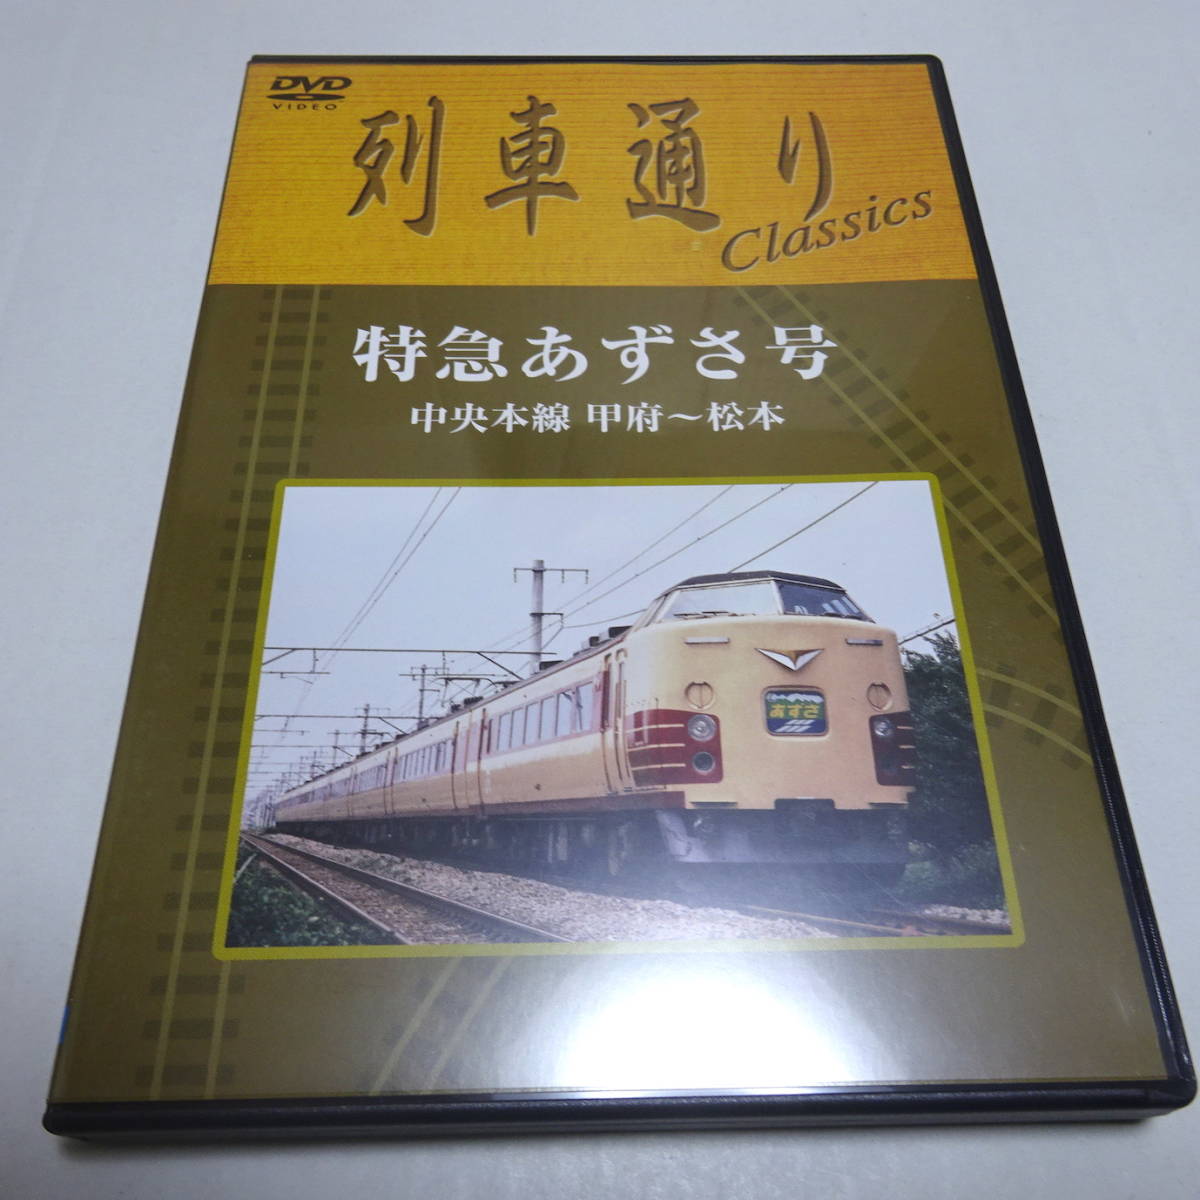 DVD
VIDEO
列車通り
Classics
特急あずさ号
中央本線 甲府～松本
あずさ